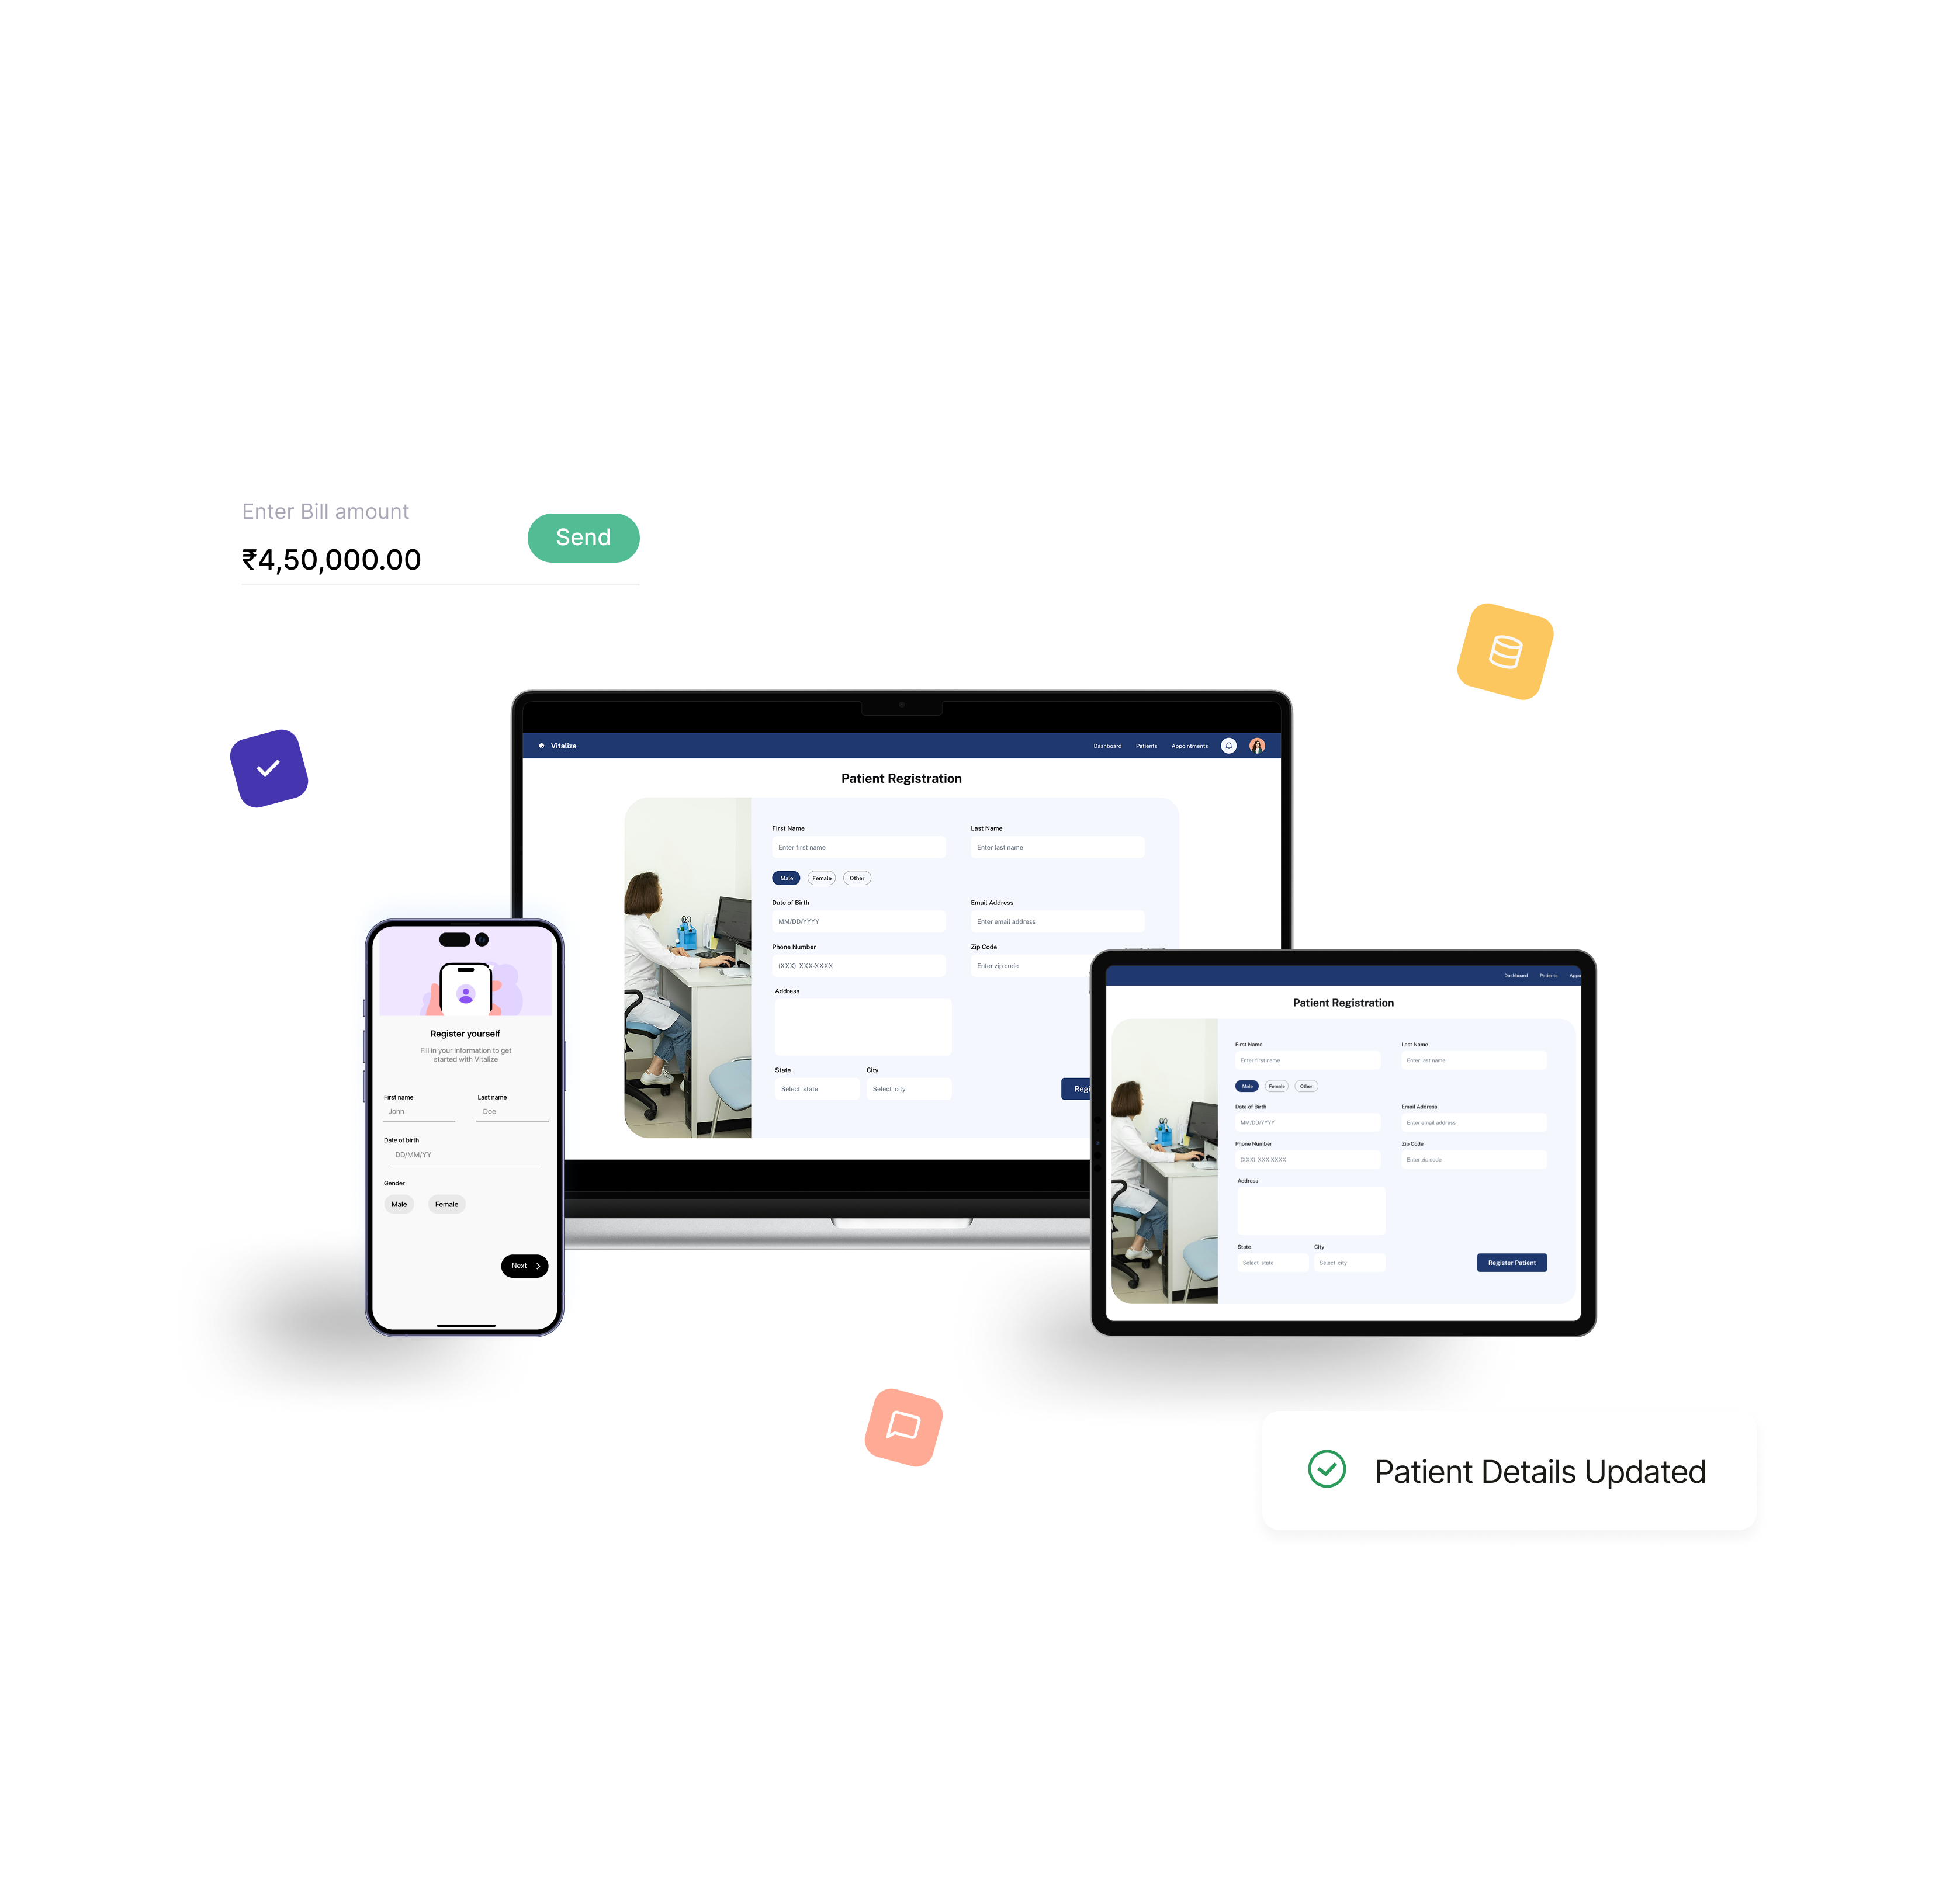 Enter Bill amount
₹4,50,000.00
Send
Vitalize
Dashboard Patients Appointments
Patient Registration
First Name Last Name
Enter first name Enter last name
Male Female Other
Date of Birth Email Address
MM/DD/YYYY Enter email address
Phone Number Zip Code
(XXX) XXX-XXXX Enter zip code
Address
State City
Select state Select city
Regi
Register yourself
Fill in your information to get
started with Vitalize
First name Last name
John Doe
Date of birth
DD/MM/YY
Gender
Male Female
Next
Dashboard Patients Appo
Patient Registration
First Name Last Name
Enter first name Enter last name
Male Female Other
Date of Birth Email Address
MM/DD/YYYY Enter email address
Phone Number Zip Code
(XXX) XXX-XXXX Enter zip code
Address
State City
Select state Select city
Register Patient
Patient Details Updated